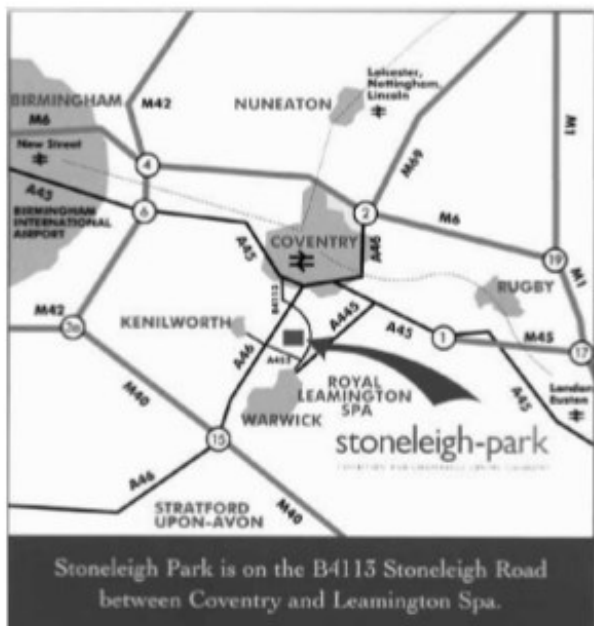 Leicester,
Nottingham,
Lincoln
M42
BIRMINGHAM
NUNEATON
M6
M1
New Street
M69
4
A45
6
2
BIRMINGHAM
INTERNATIONAL
AIRPORT
M6
A45
COVENTRY
A46
19
M1
RUGBY
B4113
M42
3a
KENILWORTH
A445
A45
1
M45
17
A46
A452
ROYAL
LEAMINGTON
SPA
London
Euston
M40
WARWICK
A45
15
stoneleigh-park
A46
STRATFORD
UPON-AVON
M40
Stoneleigh Park is on the B4113 Stoneleigh Road
between Coventry and Leamington Spa.